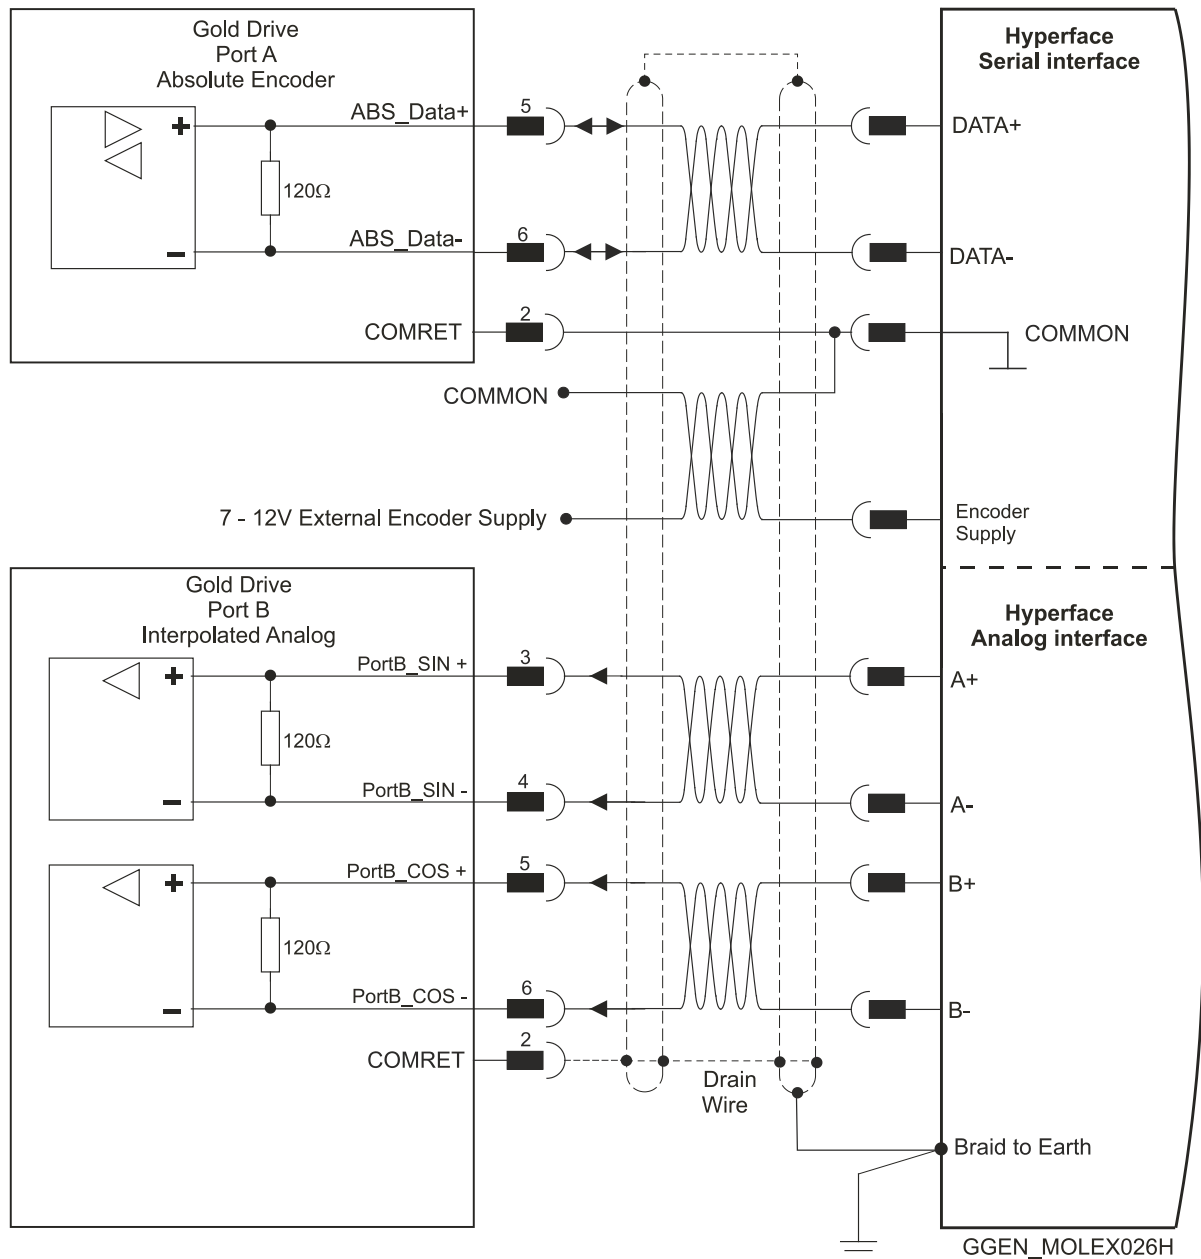 Gold Drive
Port A
Absolute Encoder
Hyperface
Serial interface
ABS_Data+
5
DATA+
120Ω
ABS_Data-
6
DATA-
COMRET
2
COMMON
COMMON
7 - 12V External Encoder Supply
Encoder
Supply
Gold Drive
Port B
Interpolated Analog
Hyperface
Analog interface
PortB_SIN +
3
A+
120Ω
PortB_SIN -
4
A-
PortB_COS +
5
B+
120Ω
PortB_COS -
6
B-
COMRET
2
Drain
Wire
Braid to Earth
GGEN_MOLEX026H